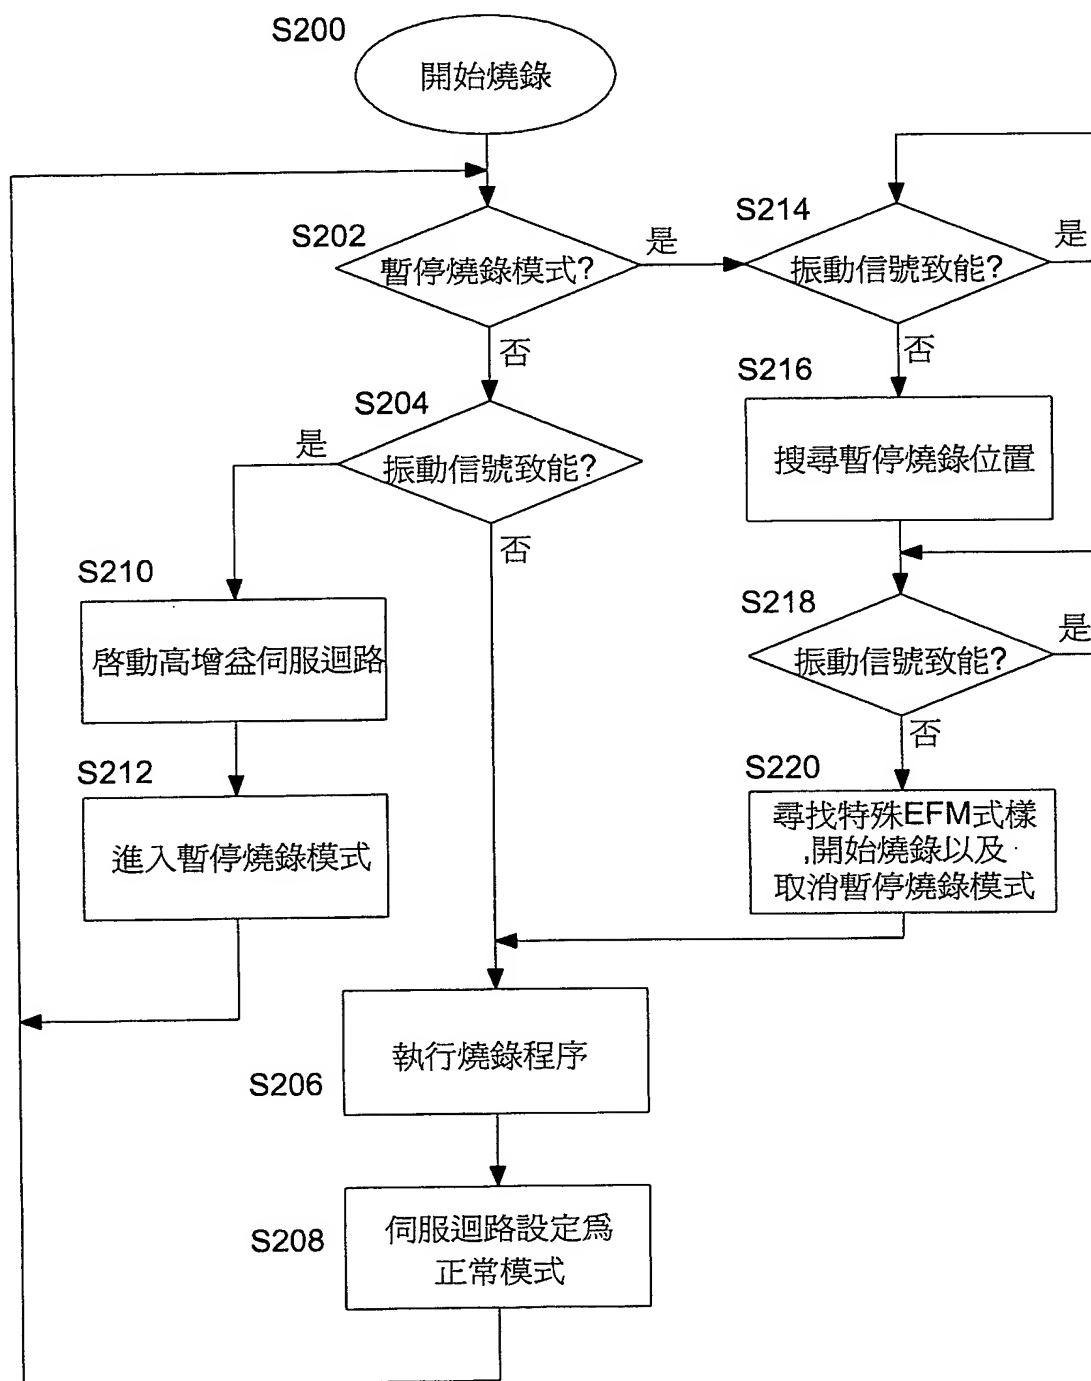 S200
開始燒錄
S202
暫停燒錄模式?
是
S214
振動信號致能?
是
否
否
S204
是
振動信號致能?
否
S216
搜尋暫停燒錄位置
S210
啓動高增益伺服迴路
S218
振動信號致能?
是
否
S212
進入暫停燒錄模式
S220
尋找特殊EFM式樣
,開始燒錄以及
取消暫停燒錄模式
S206
執行燒錄程序
S208
伺服迴路設定爲
正常模式